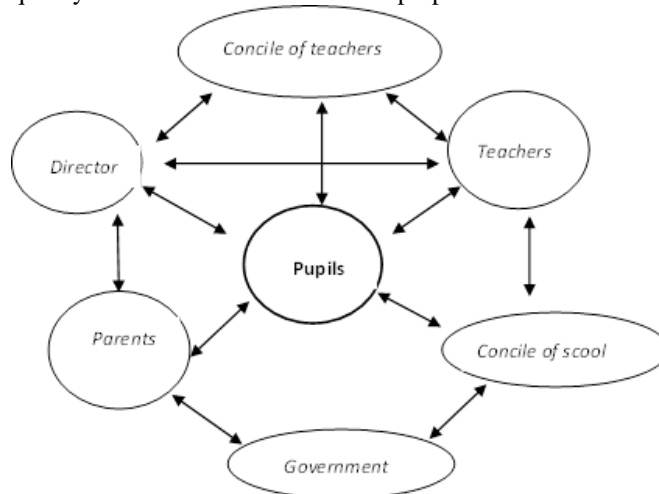 Concile of teachers
Director
Teachers
Pupils
Parents
Concile of scool
Government